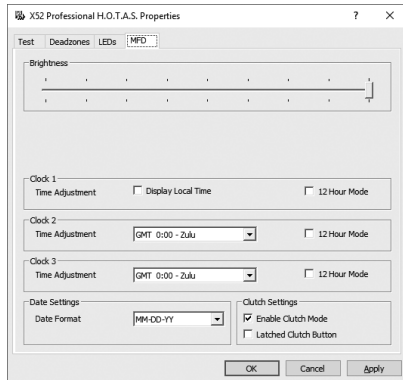 X52 Professional H.O.T.A.S. Properties ? X
Test Deadzones LEDs MFD
Brightness
Clock 1
Time Adjustment Display Local Time 12 Hour Mode
Clock 2
Time Adjustment GMT 0:00 - Zulu 12 Hour Mode
Clock 3
Time Adjustment GMT 0:00 - Zulu 12 Hour Mode
Date Settings Clutch Settings
Date Format MM-DD-YY Enable Clutch Mode
Latched Clutch Button
OK Cancel Apply